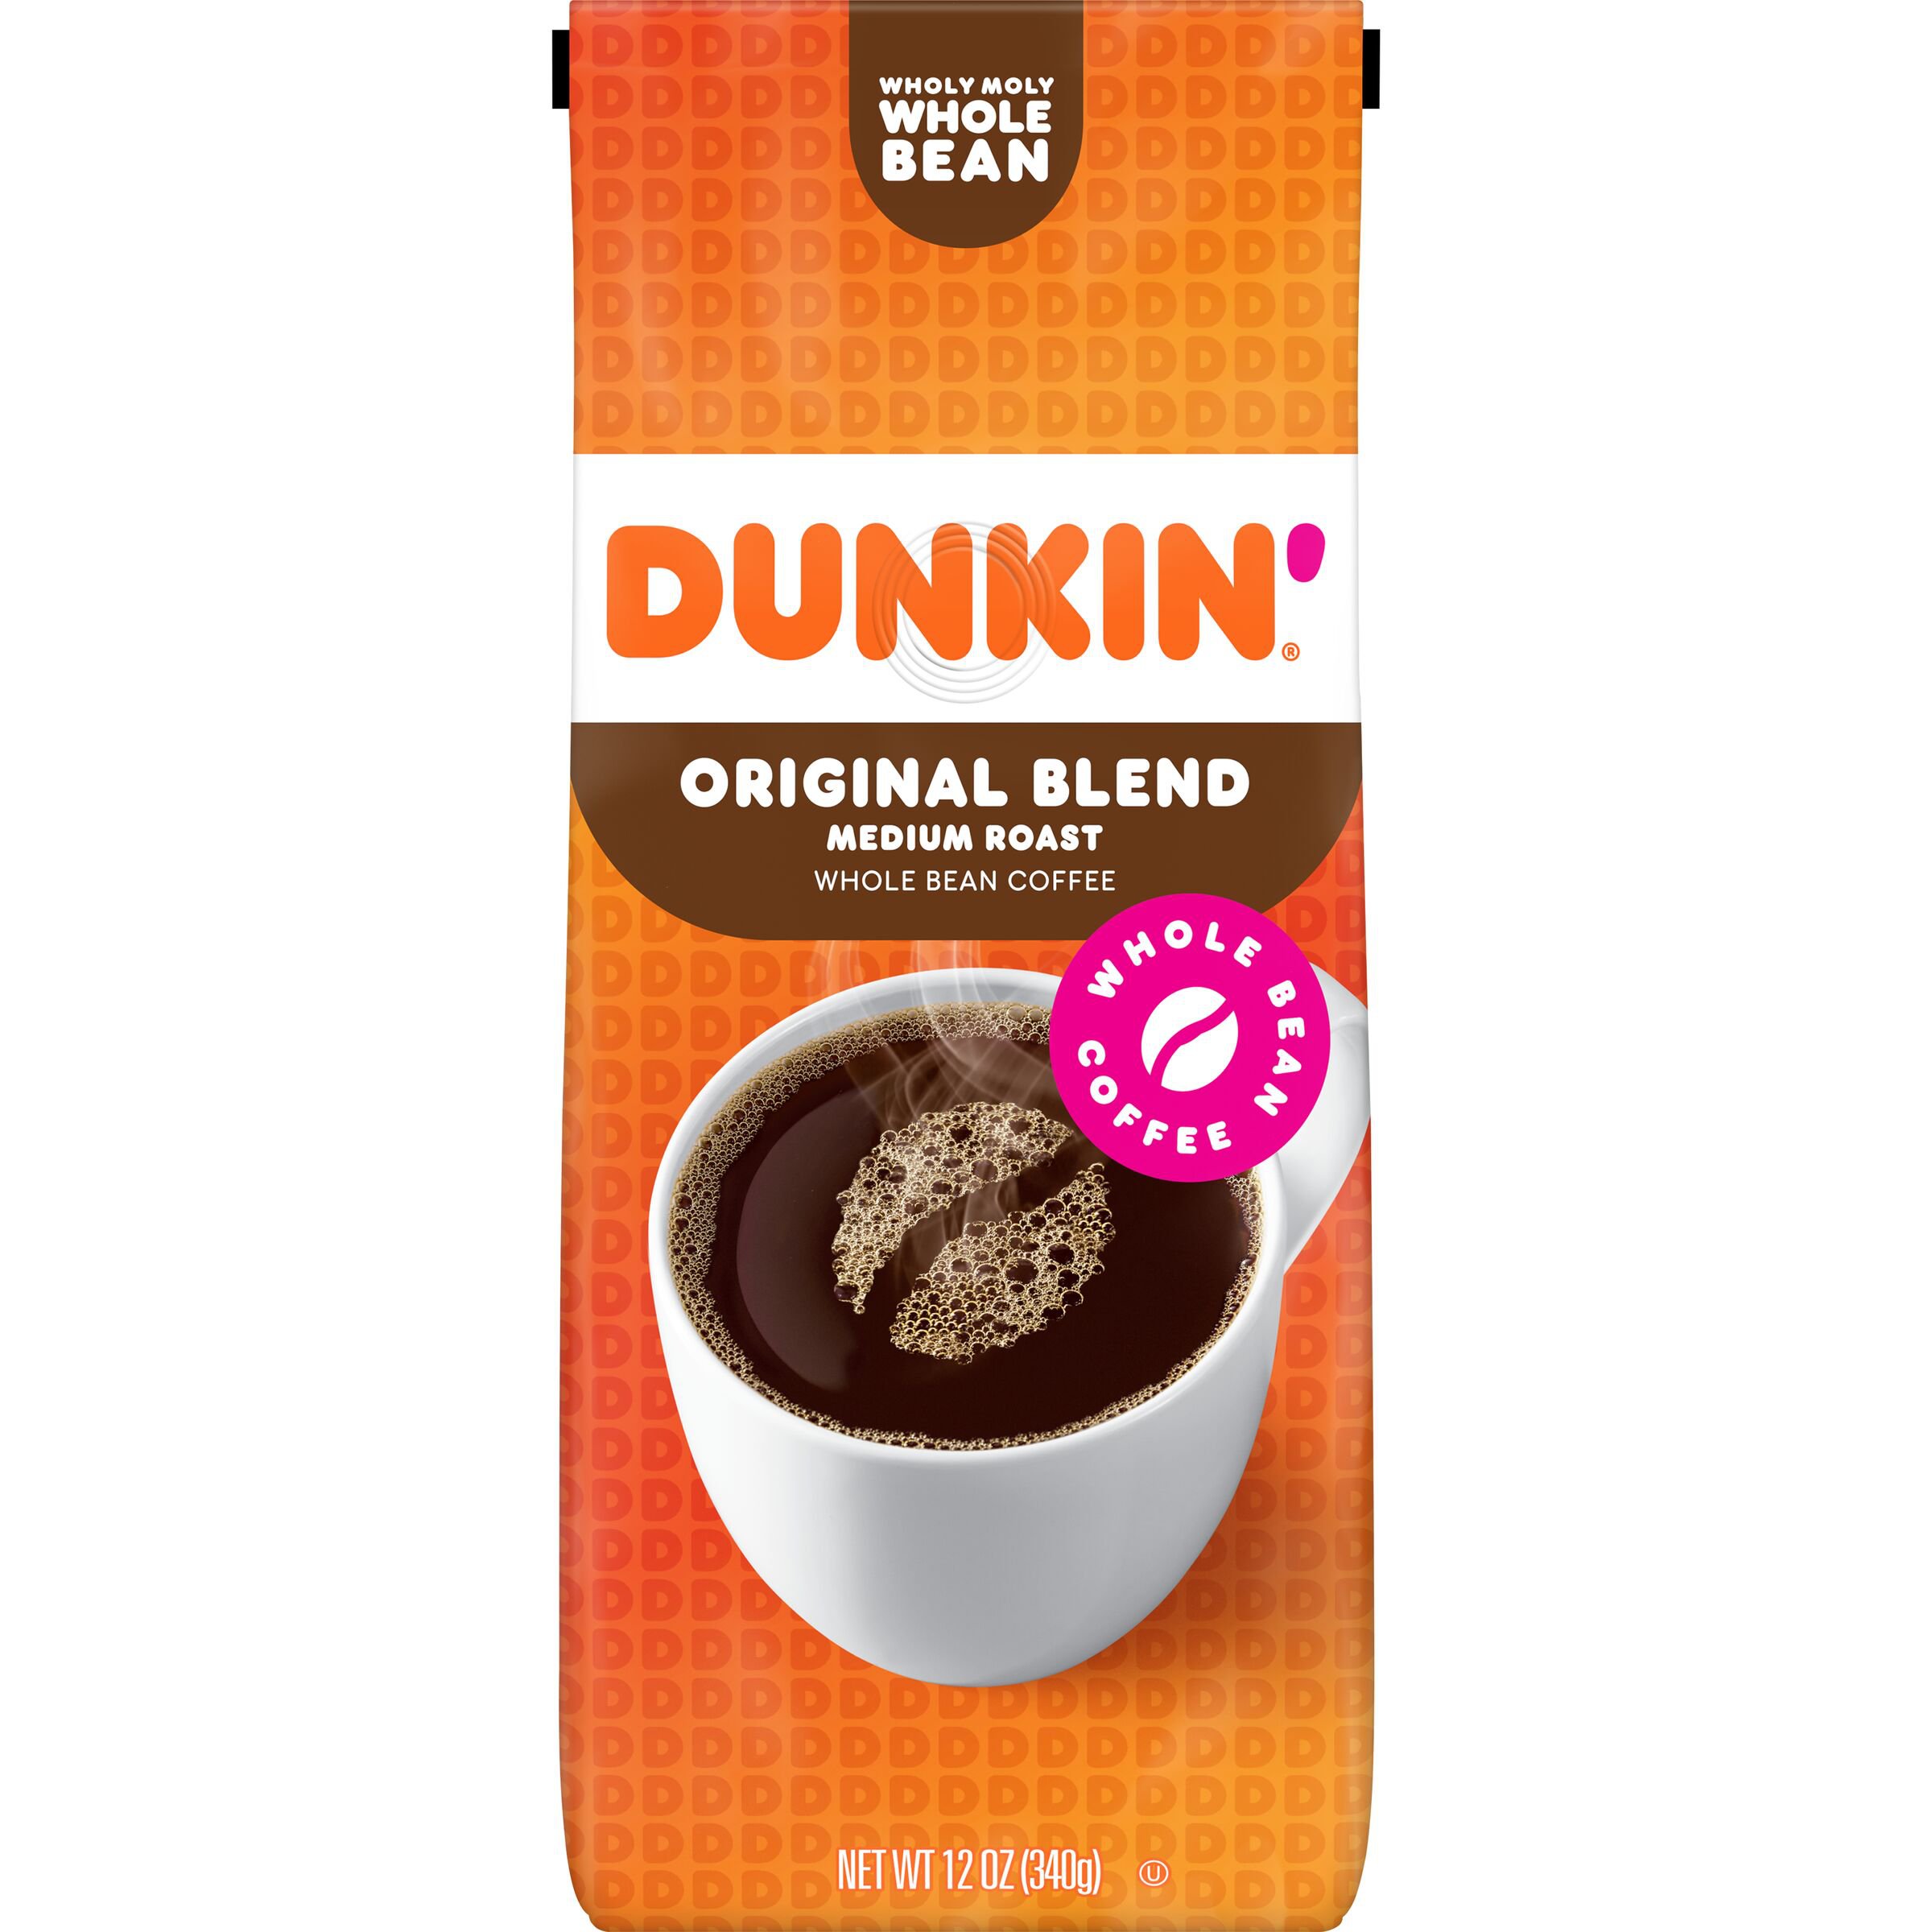 WHOLY MOLY
WHOLE
BEAN
DUNKIN'®
ORIGINAL BLEND
MEDIUM ROAST
WHOLE BEAN COFFEE
WHOLE BEAN COFFEE
NET WT 12 OZ (340g) U